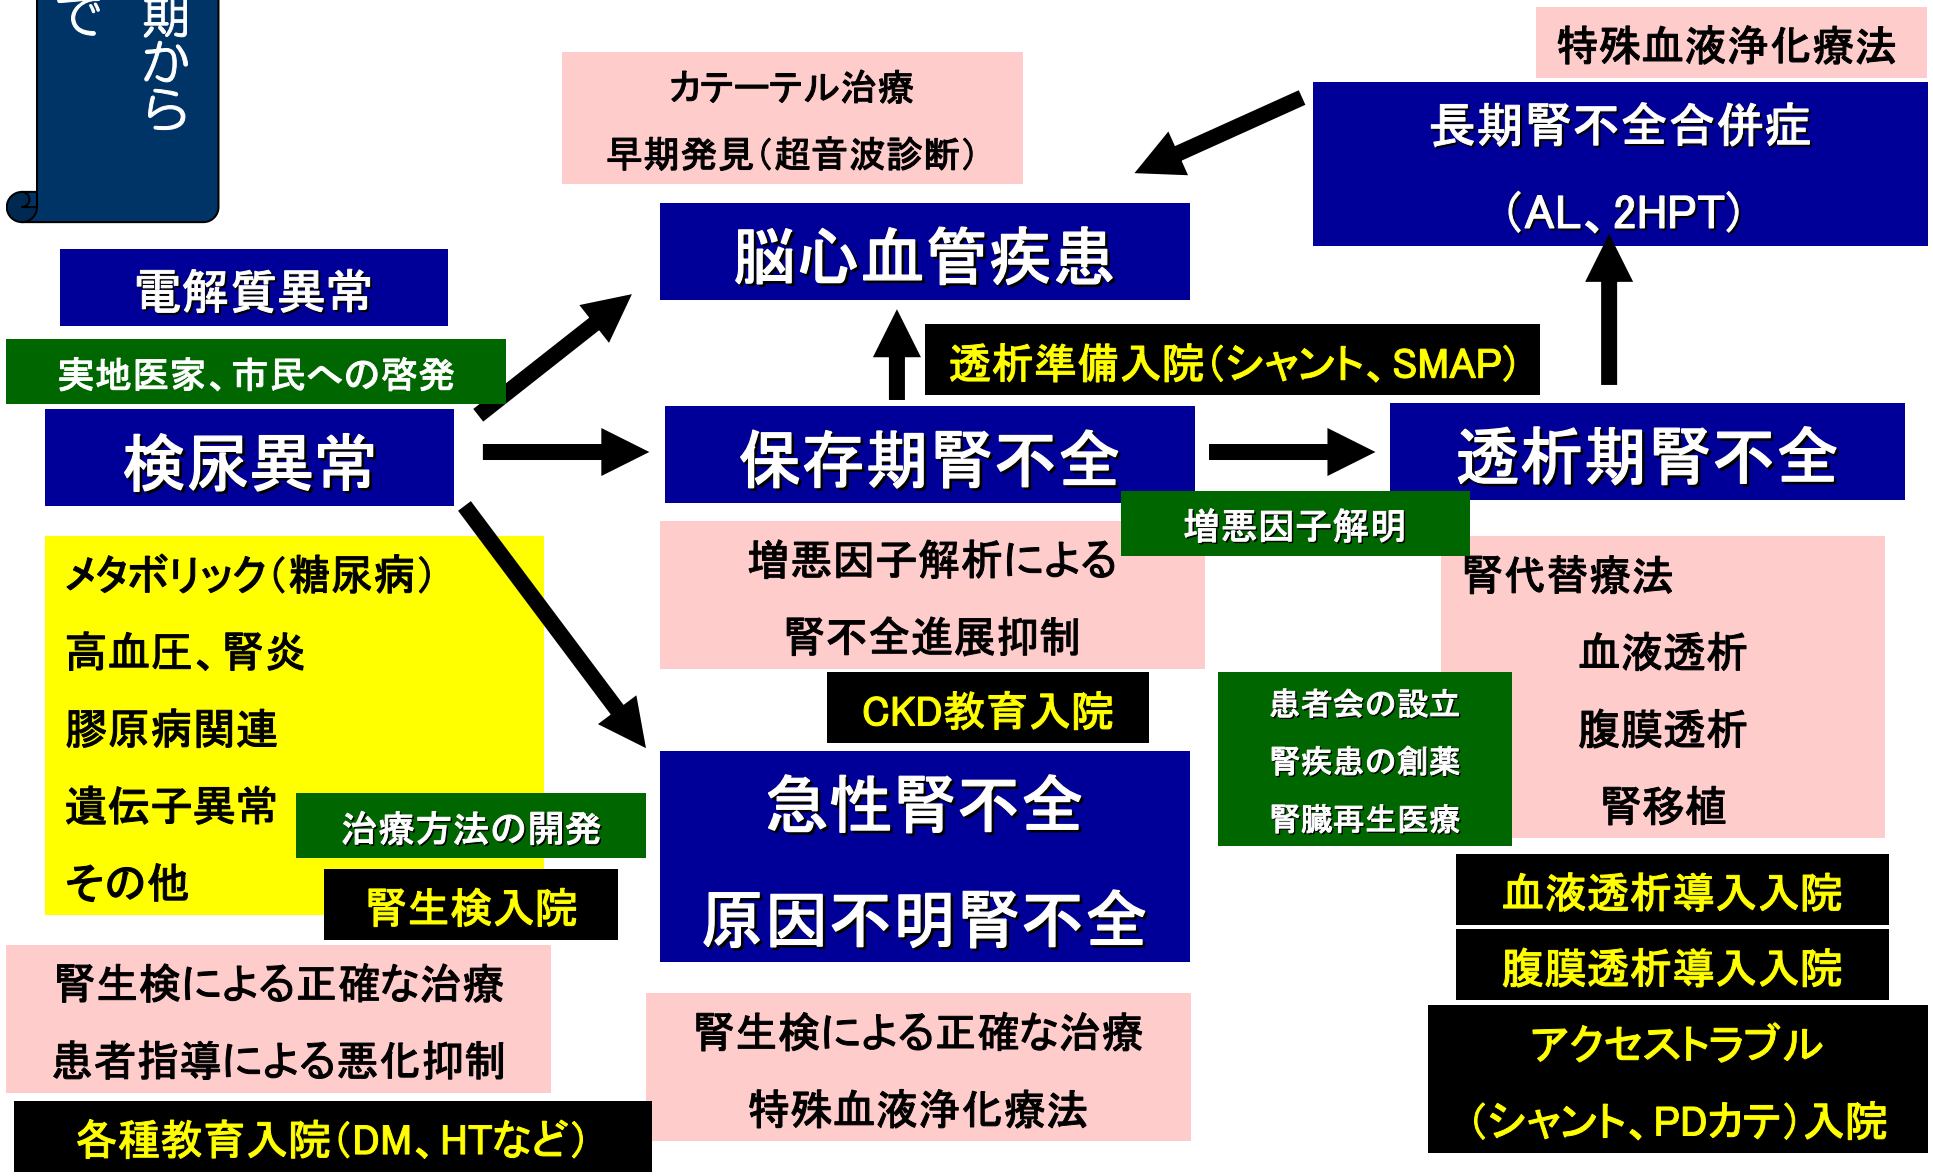 期から
で
特殊血液浄化療法
カテーテル治療
早期発見（超音波診断）
長期腎不全合併症
（AL、2HPT）
脳心血管疾患
電解質異常
実地医家、市民への啓発
透析準備入院（シャント、SMAP）
検尿異常
保存期腎不全
透析期腎不全
増悪因子解明
メタボリック（糖尿病）
高血圧、腎炎
膠原病関連
遺伝子異常
その他
増悪因子解析による
腎不全進展抑制
CKD教育入院
腎代替療法
血液透析
腹膜透析
腎移植
患者会の設立
腎疾患の創薬
腎臓再生医療
治療方法の開発
腎生検入院
急性腎不全
原因不明腎不全
血液透析導入入院
腹膜透析導入入院
アクセストラブル
（シャント、PDカテ）入院
腎生検による正確な治療
患者指導による悪化抑制
各種教育入院（DM、HTなど）
腎生検による正確な治療
特殊血液浄化療法